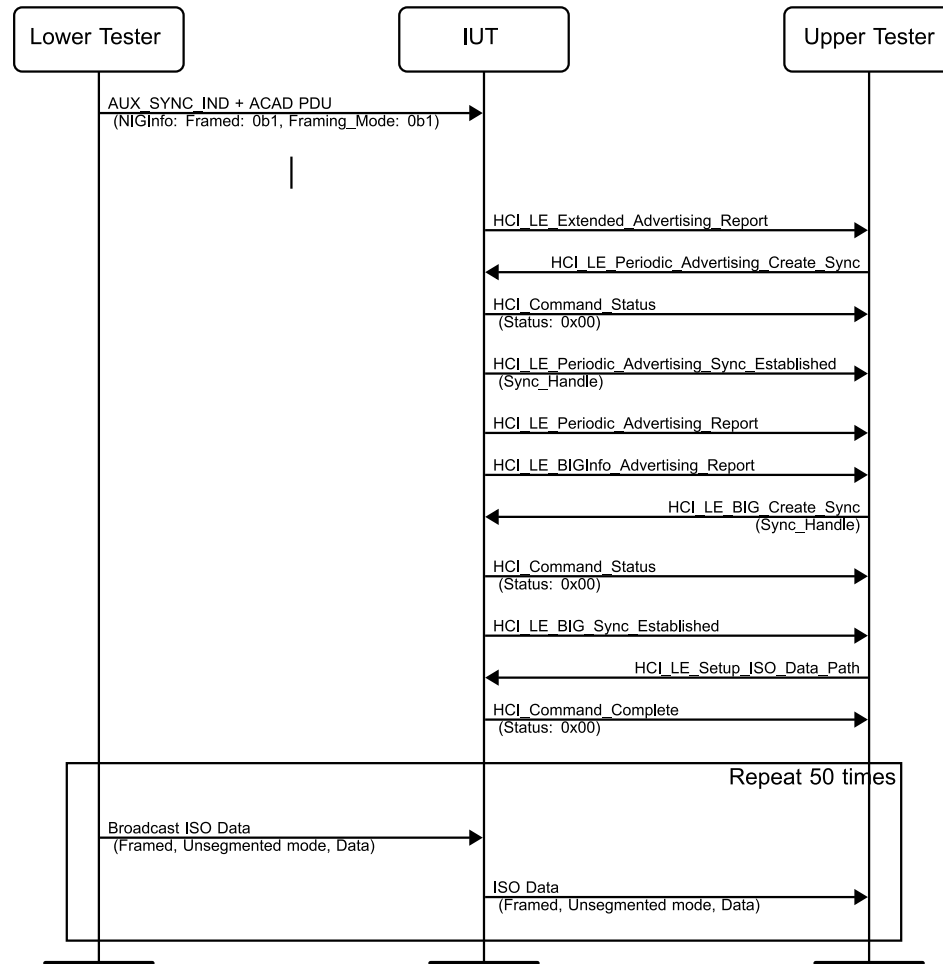 Lower Tester
IUT
Upper Tester
AUX_SYNC_IND + ACAD PDU
(NIGInfo: Framed: 0b1, Framing_Mode: 0b1)
HCI_LE_Extended_Advertising_Report
HCI_LE_Periodic_Advertising_Create_Sync
HCI_Command_Status
(Status: 0x00)
HCI_LE_Periodic_Advertising_Sync_Established
(Sync_Handle)
HCI_LE_Periodic_Advertising_Report
HCI_LE_BIGInfo_Advertising_Report
HCI_LE_BIG_Create_Sync
(Sync_Handle)
HCI_Command_Status
(Status: 0x00)
HCI_LE_BIG_Sync_Established
HCI_LE_Setup_ISO_Data_Path
HCI_Command_Complete
(Status: 0x00)
Repeat 50 times
Broadcast ISO Data
(Framed, Unsegmented mode, Data)
ISO Data
(Framed, Unsegmented mode, Data)